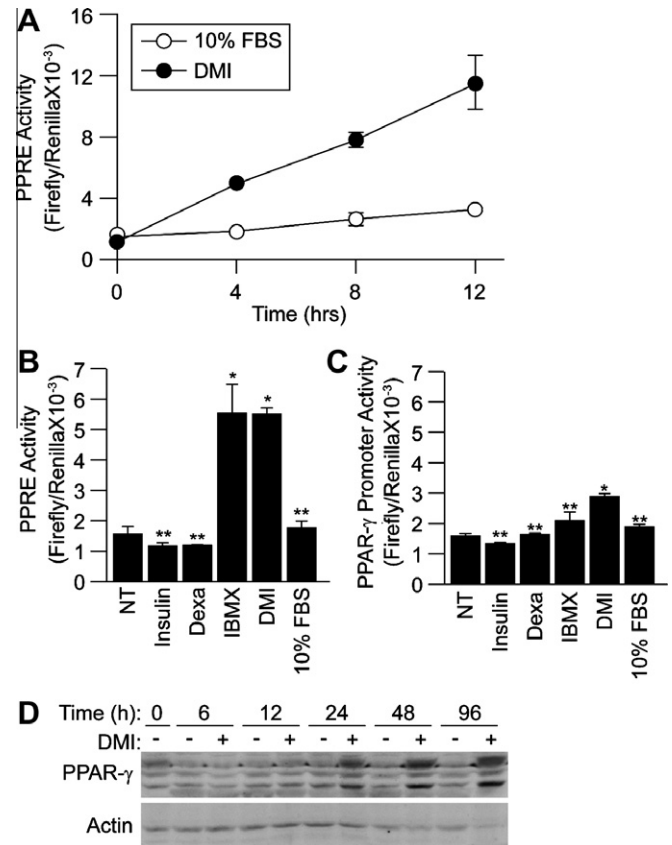 A
16
12
8
4
0
PPRE Activity
(Firefly/RenillaX10-3)
10% FBS
DMI
0 4 8 12
Time (hrs)
B
7
6
5
4
3
2
1
0
PPRE Activity
(Firefly/RenillaX10-3)
** ** * * **
NT Insulin Dexa IBMX DMI 10% FBS
C
7
6
5
4
3
2
1
0
PPAR-γ Promoter Activity
(Firefly/RenillaX10-3)
** ** ** * **
NT Insulin Dexa IBMX DMI 10% FBS
D Time (h): 0 6 12 24 48 96
DMI: - - + - + - + - + - +
PPAR-γ
Actin